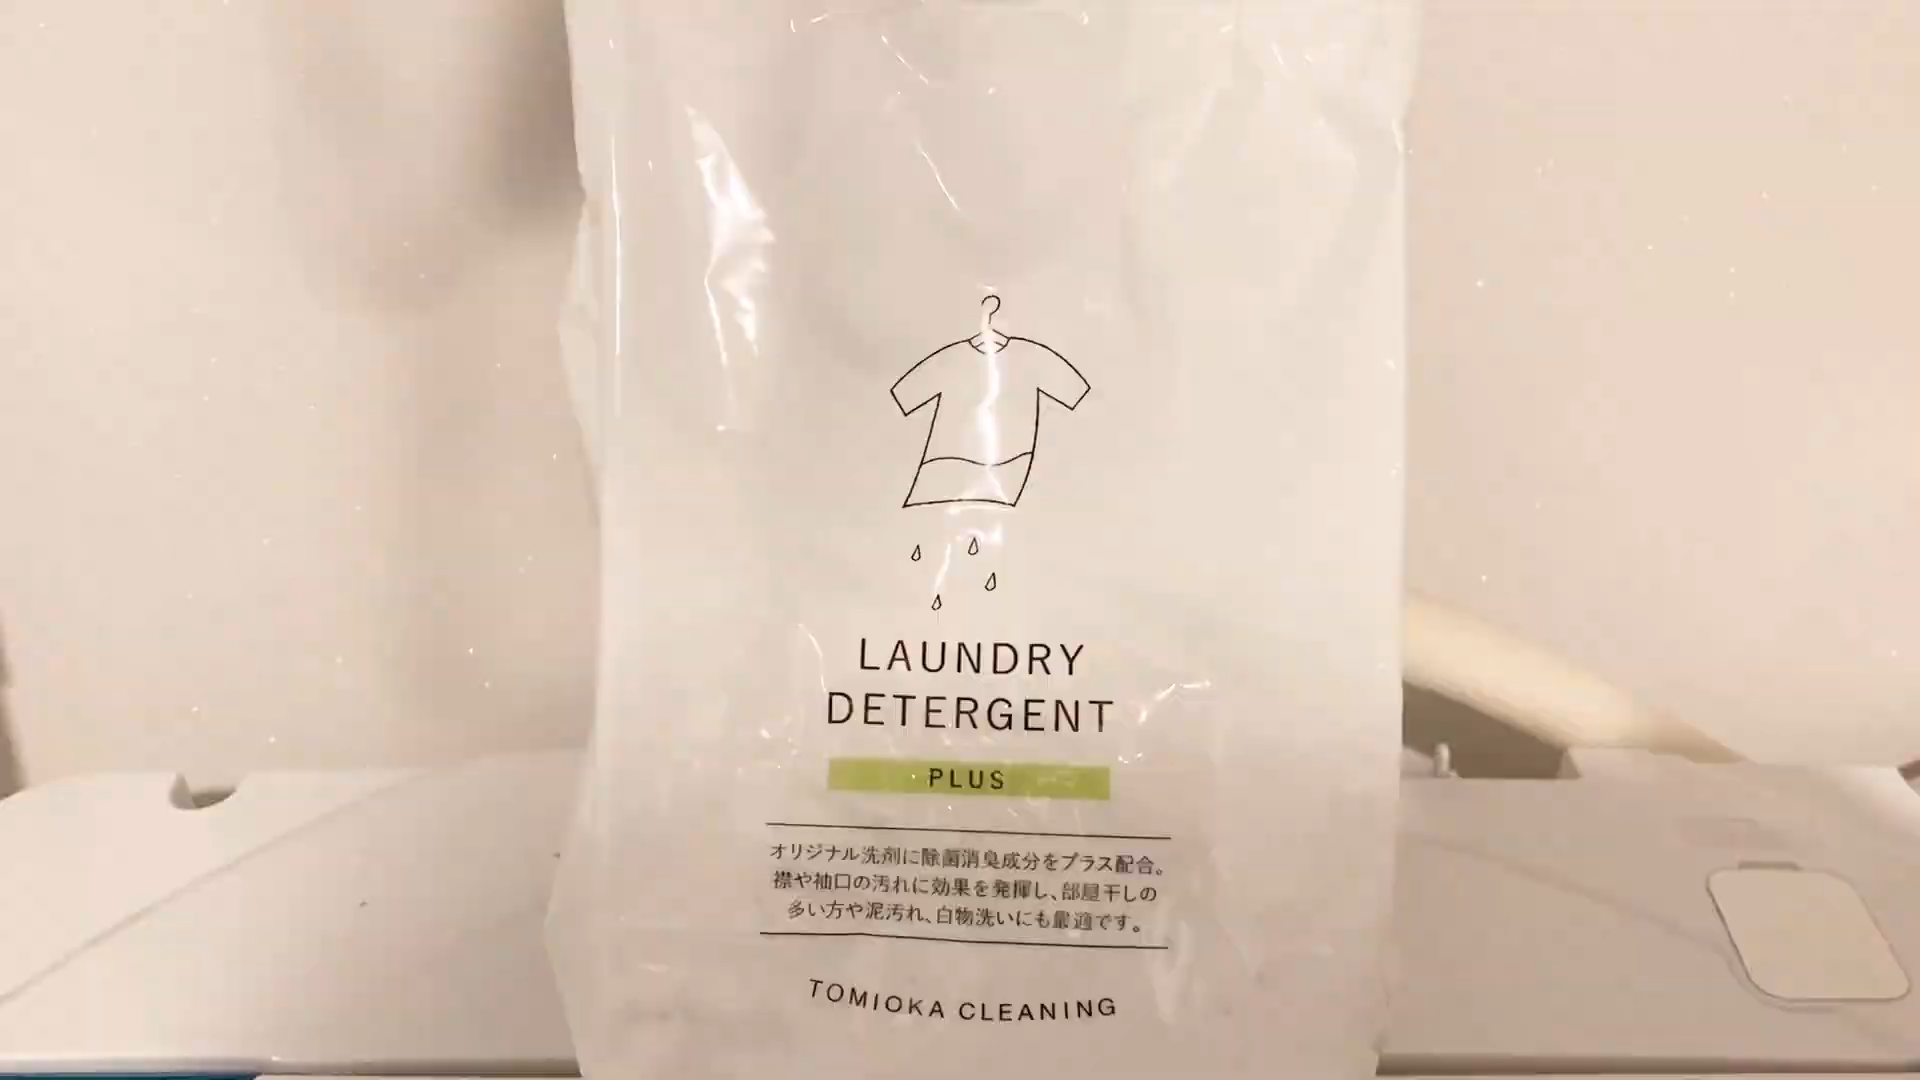 LAUNDRY
DETERGENT
PLUS
オリジナル洗剤に除菌消臭成分をプラス配合。
襟や袖口の汚れに効果を発揮し、部屋干しの
多い方や泥汚れ、白物洗いにも最適です。
TOMIOKA CLEANING